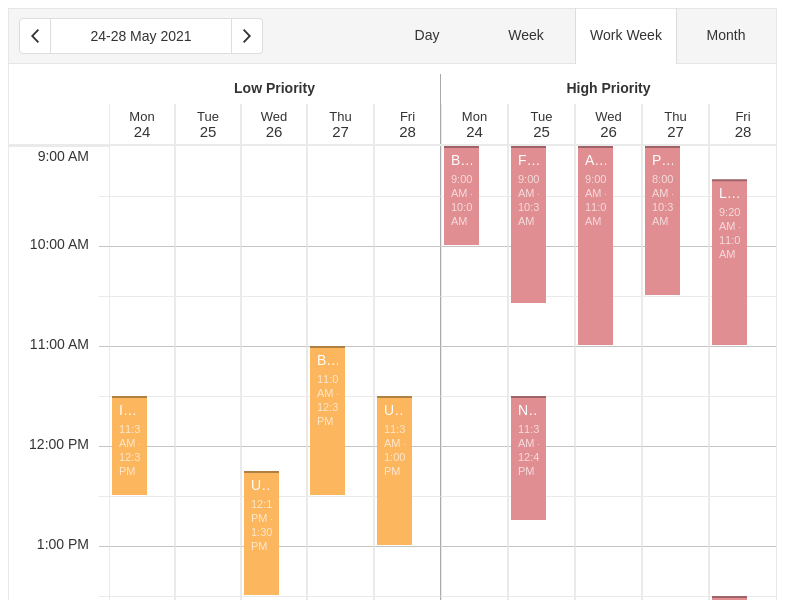 24-28 May 2021
Day
Week
Work Week
Month
Low Priority
High Priority
Mon
24
Tue
25
Wed
26
Thu
27
Fri
28
Mon
24
Tue
25
Wed
26
Thu
27
Fri
28
9:00 AM
10:00 AM
11:00 AM
12:00 PM
1:00 PM
I...
11:3
AM -
12:3
PM
U..
12:1
PM -
1:30
PM
B...
11:0
AM -
12:3
PM
U..
11:3
AM -
1:00
PM
B...
9:00
AM -
10:0
AM
F...
9:00
AM -
10:3
AM
N..
11:3
AM -
12:4
PM
A...
9:00
AM -
11:0
AM
P...
8:00
AM -
10:3
AM
L...
9:20
AM -
11:0
AM